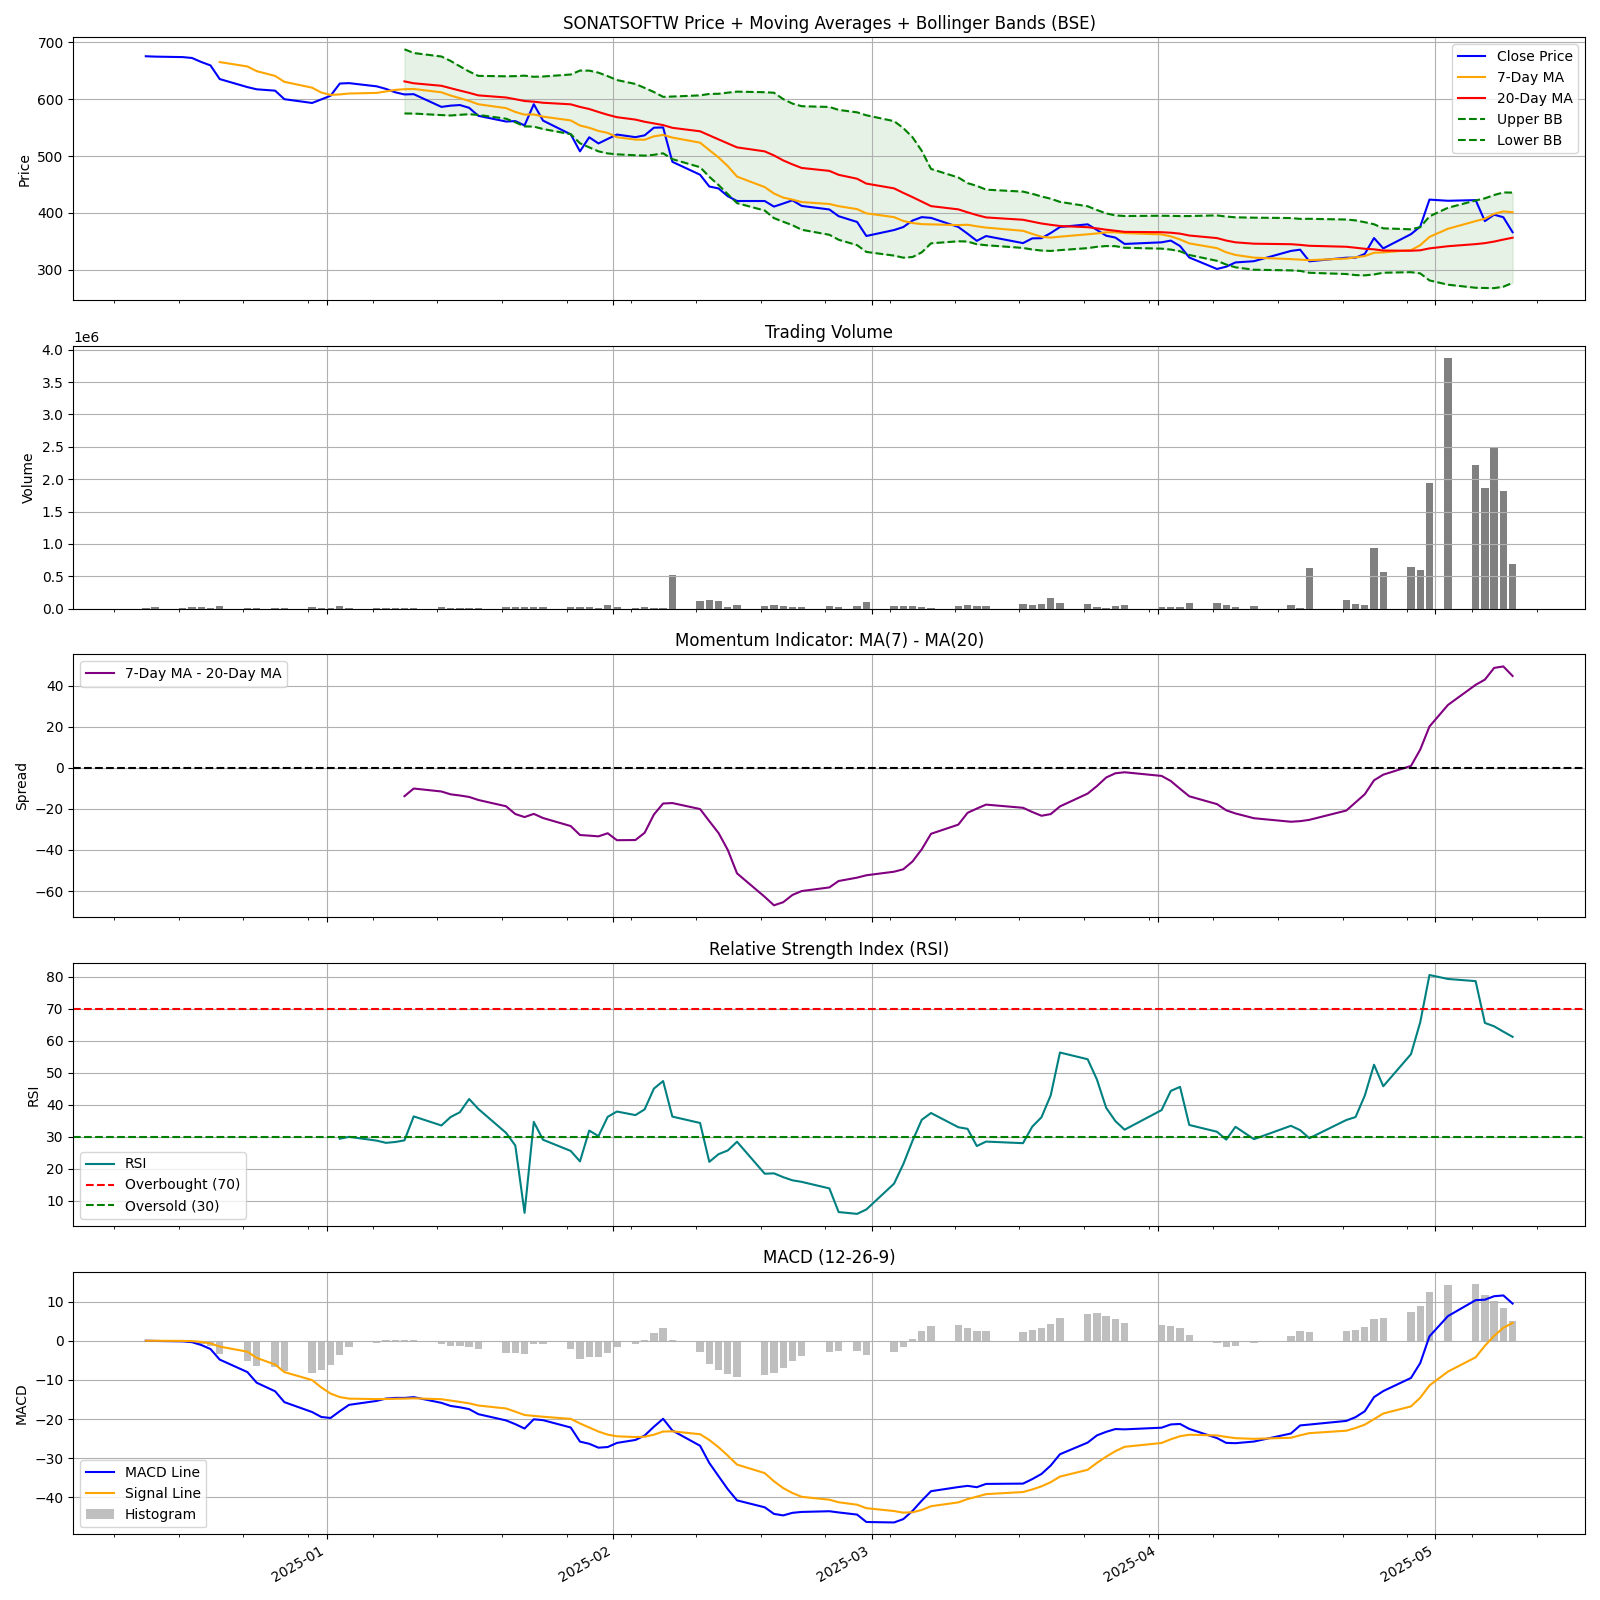 SONATSOFTW Price + Moving Averages + Bollinger Bands (BSE)
700
600
500
400
300
Price
Close Price
7-Day MA
20-Day MA
Upper BB
Lower BB
Trading Volume
1e6
4.0
3.5
3.0
2.5
2.0
1.5
1.0
0.5
0.0
Volume
Momentum Indicator: MA(7) - MA(20)
7-Day MA - 20-Day MA
40
20
0
−20
−40
−60
Spread
Relative Strength Index (RSI)
80
70
60
50
40
30
20
10
RSI
RSI
Overbought (70)
Oversold (30)
MACD (12-26-9)
10
0
−10
−20
−30
−40
MACD
MACD Line
Signal Line
Histogram
2025-01
2025-02
2025-03
2025-04
2025-05